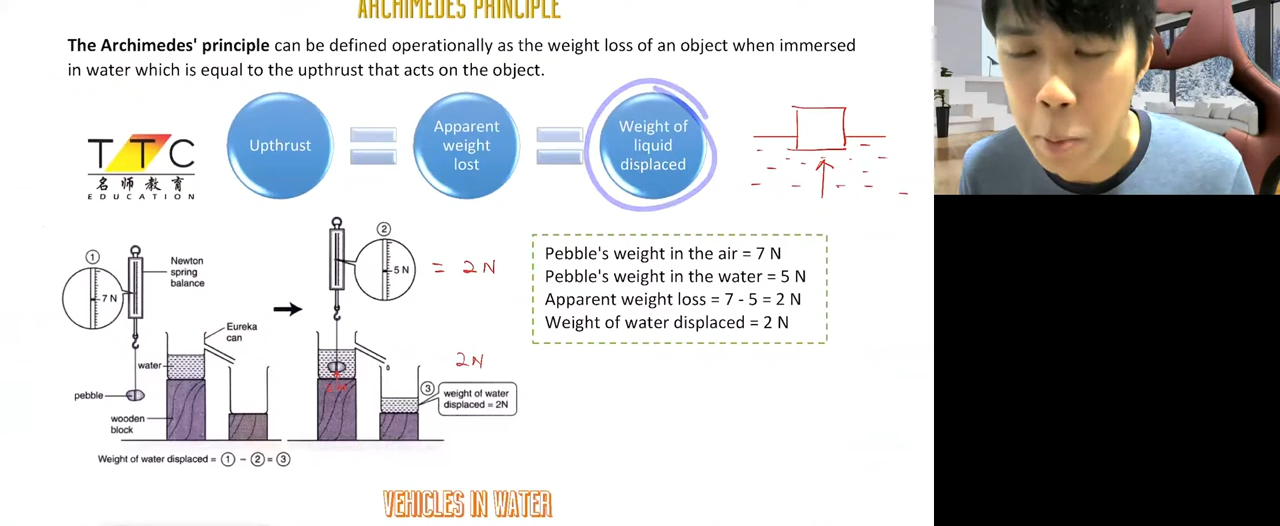 ARCHIMEDES PRINCIPLE
The Archimedes' principle can be defined operationally as the weight loss of an object when immersed
in water which is equal to the upthrust that acts on the object.
TTC
名师教育
EDUCATION
Upthrust
Apparent
weight
lost
Weight of
liquid
displaced
①
7 N
Newton
spring
balance
Eureka
can
water
pebble
wooden
block
②
5 N
= 2N
2N
③
weight of water
displaced = 2N
Weight of water displaced = ① - ② = ③
Pebble's weight in the air = 7 N
Pebble's weight in the water = 5 N
Apparent weight loss = 7 - 5 = 2 N
Weight of water displaced = 2 N
VEHICLES IN WATER